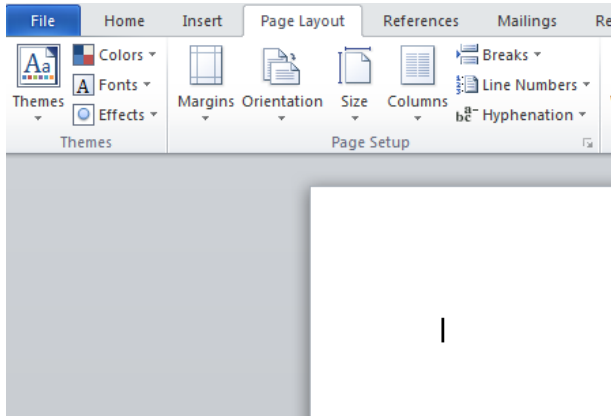 File Home Insert Page Layout References Mailings Re
Aa Colors
A Fonts
Themes Effects Margins Orientation Size Columns Breaks
Line Numbers
bc a- Hyphenation
Themes Page Setup